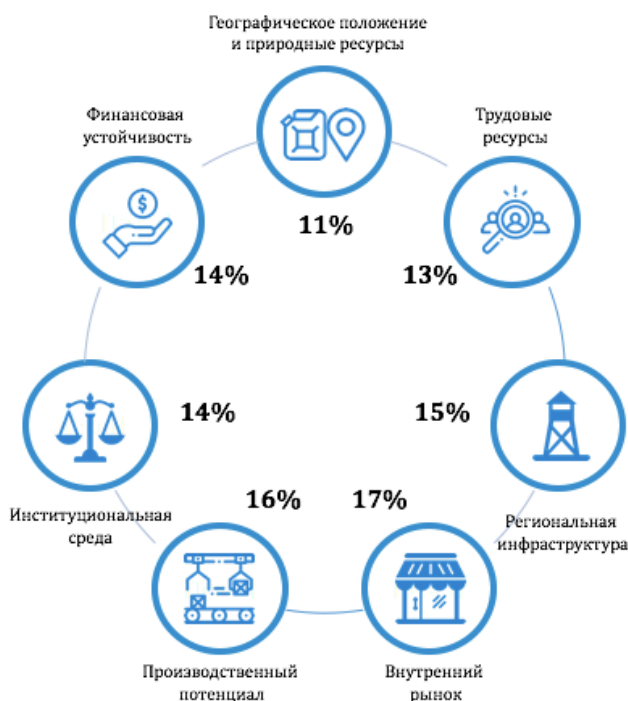 Географическое положение
и природные ресурсы
11%
Трудовые
ресурсы
13%
Региональная
инфраструктура
15%
Внутренний
рынок
17%
Производственный
потенциал
16%
Институциональная
среда
14%
Финансовая
устойчивость
14%
$